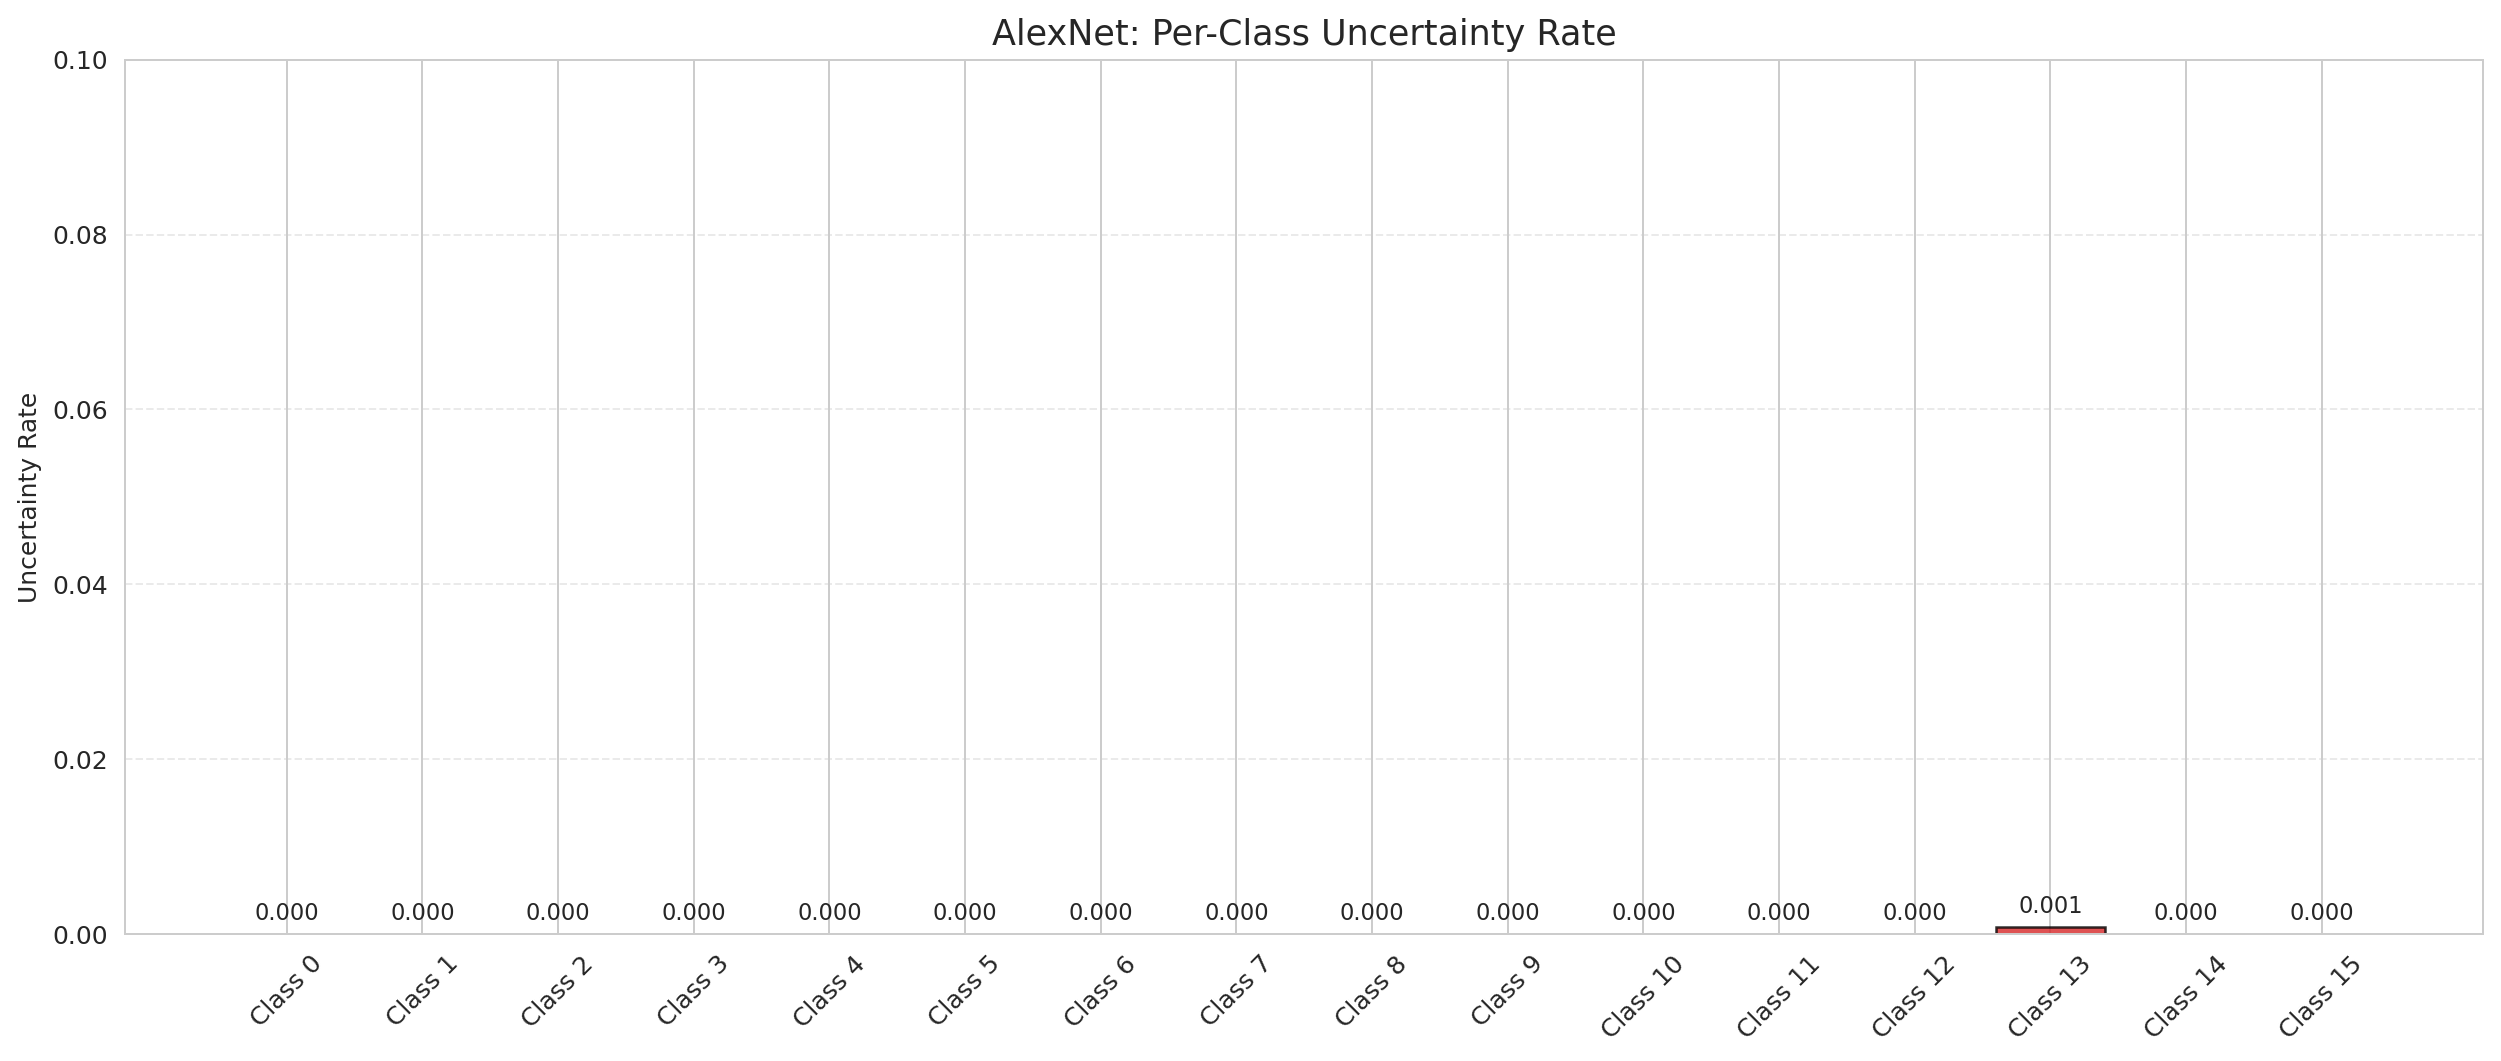 AlexNet: Per-Class Uncertainty Rate
Uncertainty Rate
0.10
0.08
0.06
0.04
0.02
0.00
0.000 0.000 0.000 0.000 0.000 0.000 0.000 0.000 0.000 0.000 0.000 0.000 0.000 0.001 0.000 0.000
Class 0 Class 1 Class 2 Class 3 Class 4 Class 5 Class 6 Class 7 Class 8 Class 9 Class 10 Class 11 Class 12 Class 13 Class 14 Class 15